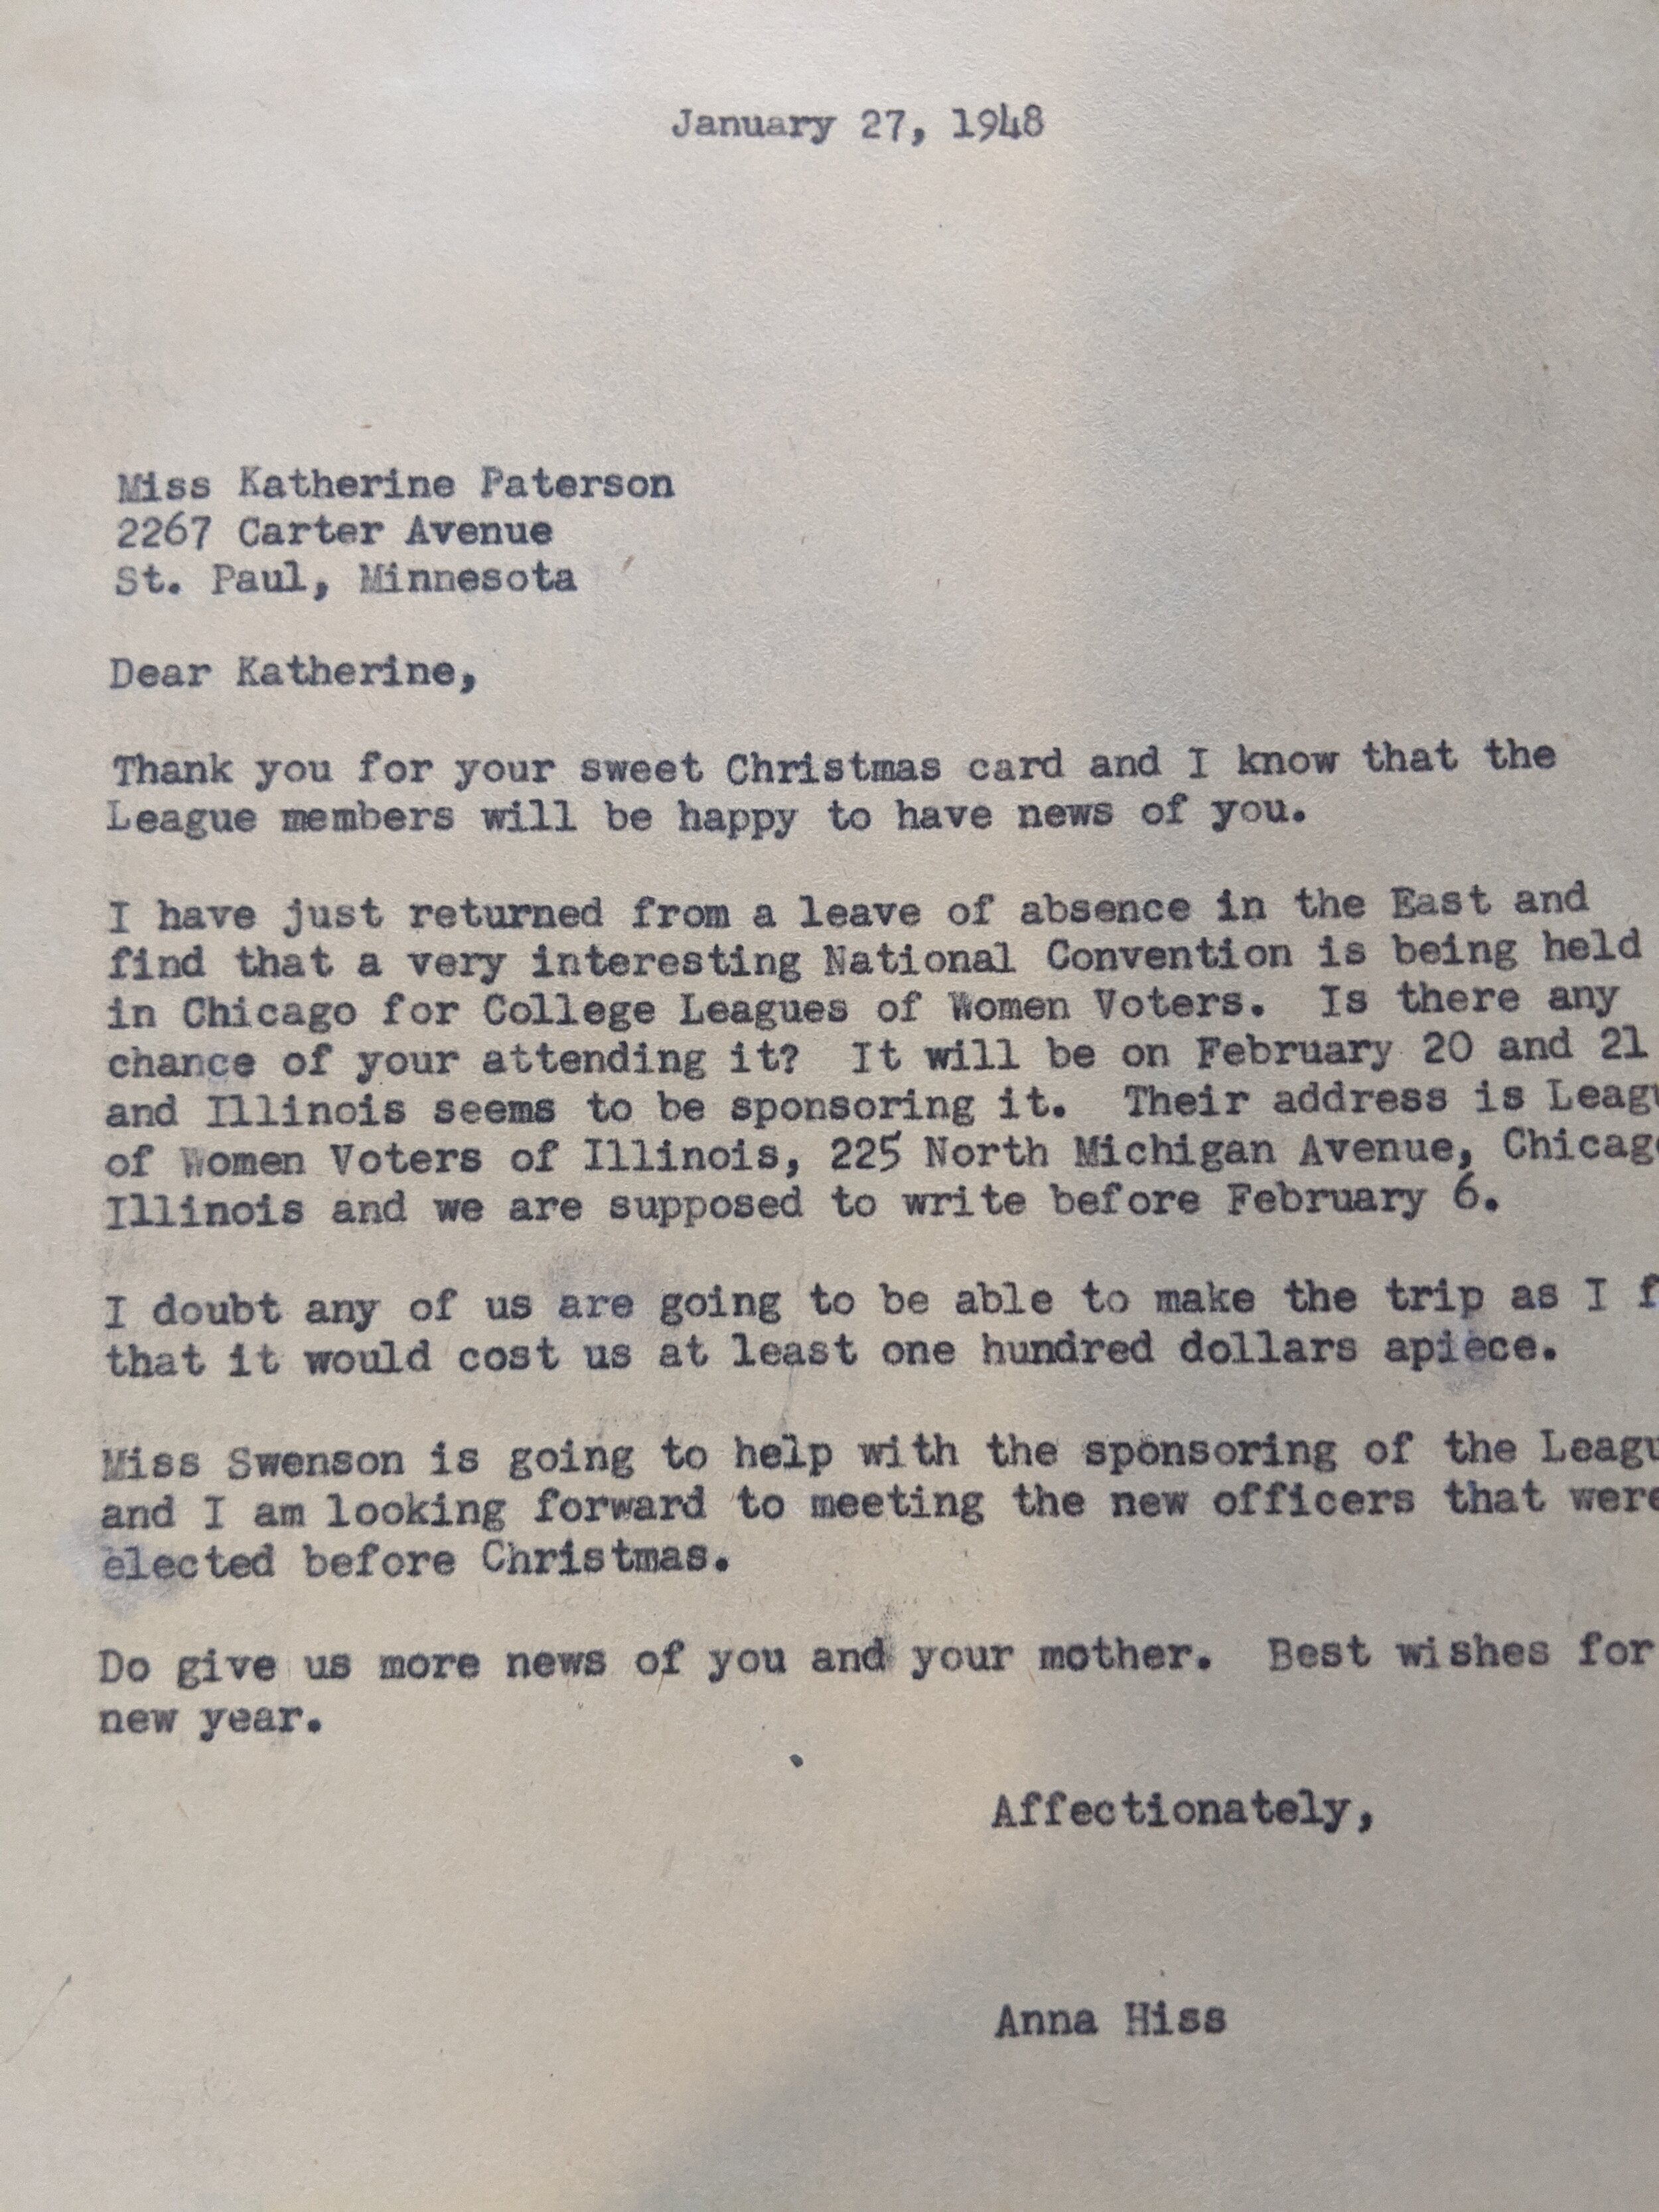 January 27, 1948
Miss Katherine Paterson
2267 Carter Avenue
St. Paul, Minnesota
Dear Katherine,
Thank you for your sweet Christmas card and I know that the
League members will be happy to have news of you.
I have just returned from a leave of absence in the East and
find that a very interesting National Convention is being held
in Chicago for College Leagues of Women Voters. Is there any
chance of your attending it? It will be on February 20 and 21
and Illinois seems to be sponsoring it. Their address is
of Women Voters of Illinois, 225 North Michigan Avenue,
Illinois and we are supposed to write before February 6.
I doubt any of us are going to be able to make the trip as I
that it would cost us at least one hundred dollars apiece.
Miss Swenson is going to help with the sponsoring of the
and I am looking forward to meeting the new officers that were
elected before Christmas.
Do give us more news of you and your mother. Best wishes for
new year.
Affectionately,
Anna Hiss